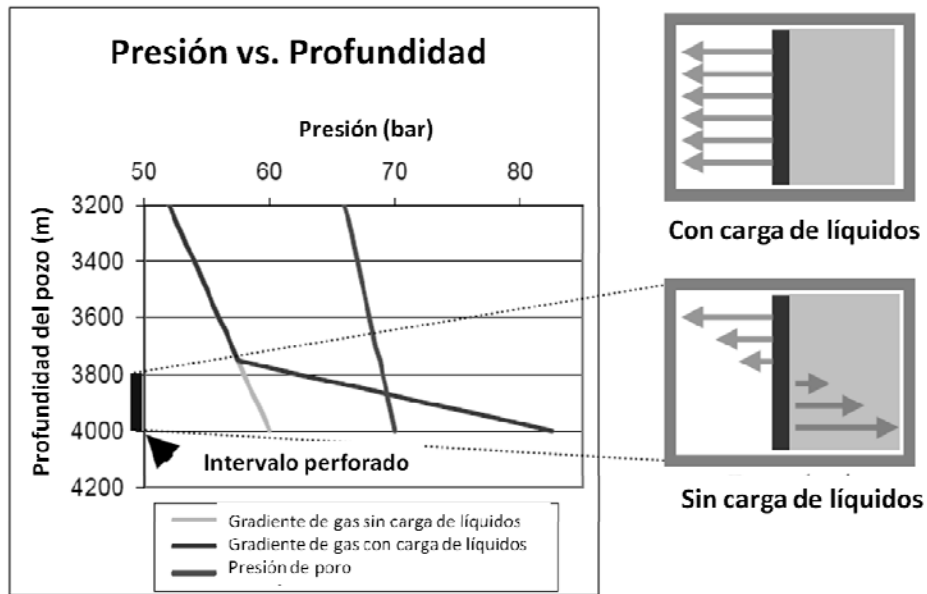 Presión vs. Profundidad
Presión (bar)
50 60 70 80
Profundidad del pozo (m)
3200
3400
3600
3800
4000
4200
Intervalo perforado
Gradiente de gas sin carga de líquidos
Gradiente de gas con carga de líquidos
Presión de poro
Con carga de líquidos
Sin carga de líquidos